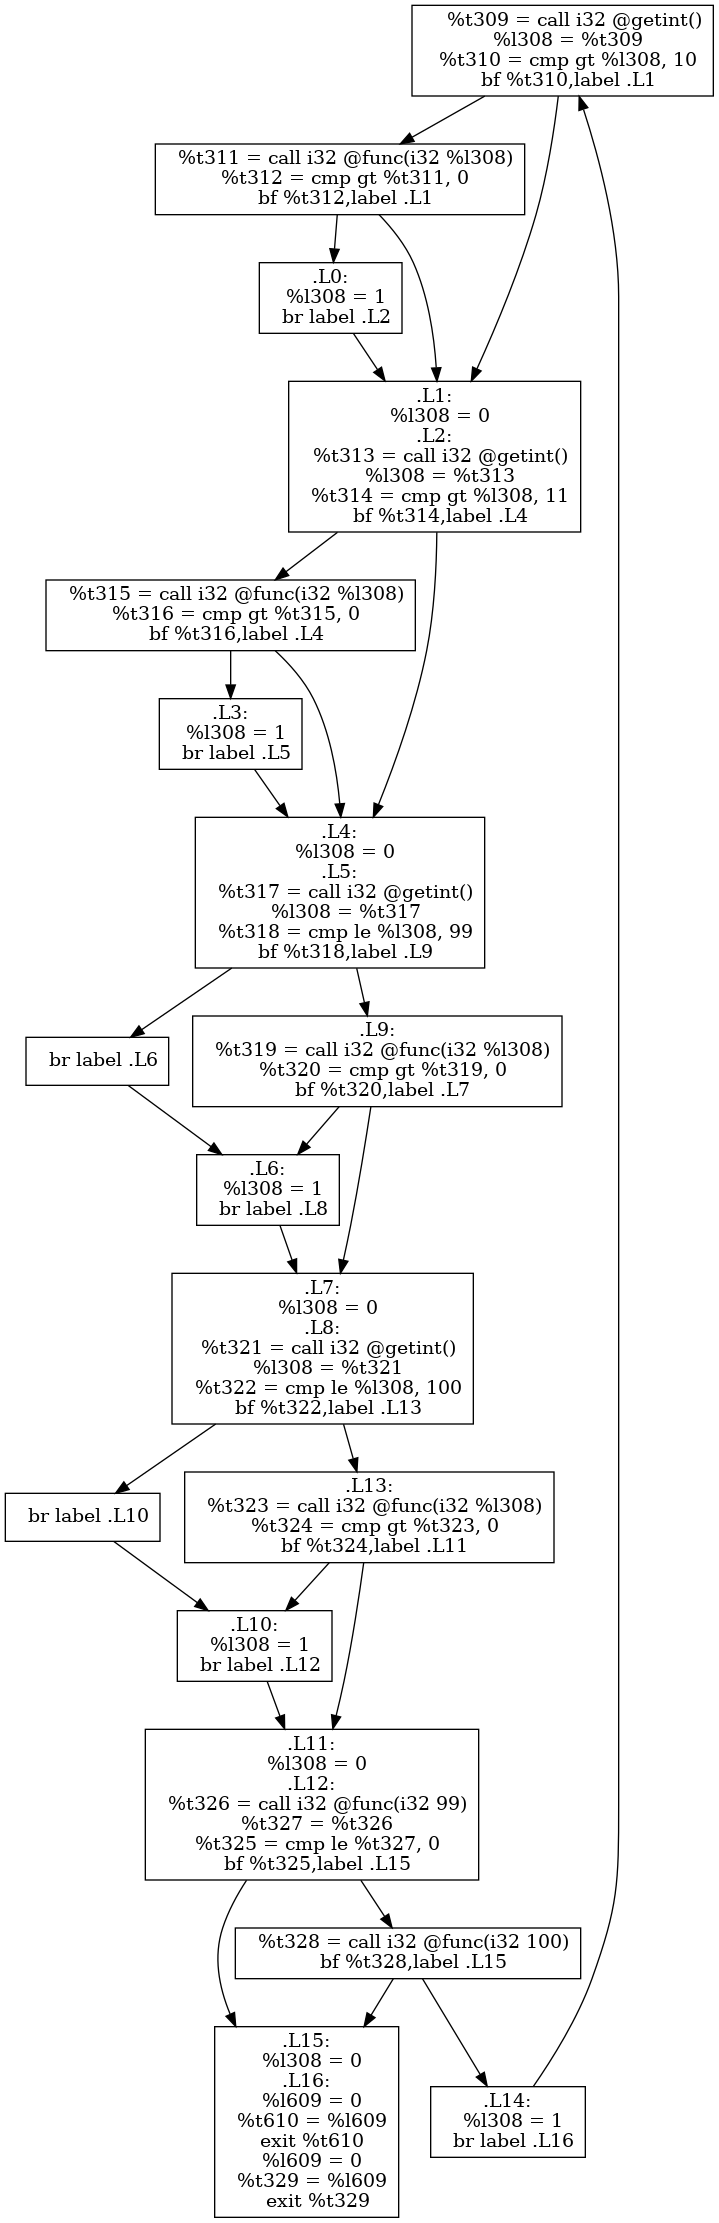 %t309 = call i32 @getint()
%l308 = %t309
%t310 = cmp gt %l308, 10
bf %t310,label .L1
%t311 = call i32 @func(i32 %l308)
%t312 = cmp gt %t311, 0
bf %t312,label .L1
.L0:
%l308 = 1
br label .L2
.L1:
%l308 = 0
.L2:
%t313 = call i32 @getint()
%l308 = %t313
%t314 = cmp gt %l308, 11
bf %t314,label .L4
%t315 = call i32 @func(i32 %l308)
%t316 = cmp gt %t315, 0
bf %t316,label .L4
.L3:
%l308 = 1
br label .L5
.L4:
%l308 = 0
.L5:
%t317 = call i32 @getint()
%l308 = %t317
%t318 = cmp le %l308, 99
bf %t318,label .L9
br label .L6
.L9:
%t319 = call i32 @func(i32 %l308)
%t320 = cmp gt %t319, 0
bf %t320,label .L7
.L6:
%l308 = 1
br label .L8
.L7:
%l308 = 0
.L8:
%t321 = call i32 @getint()
%l308 = %t321
%t322 = cmp le %l308, 100
bf %t322,label .L13
br label .L10
.L13:
%t323 = call i32 @func(i32 %l308)
%t324 = cmp gt %t323, 0
bf %t324,label .L11
.L10:
%l308 = 1
br label .L12
.L11:
%l308 = 0
.L12:
%t326 = call i32 @func(i32 99)
%t327 = %t326
%t325 = cmp le %t327, 0
bf %t325,label .L15
%t328 = call i32 @func(i32 100)
bf %t328,label .L15
.L15:
%l308 = 0
.L16:
%l609 = 0
%t610 = %l609
exit %t610
%l609 = 0
%t329 = %l609
exit %t329
.L14:
%l308 = 1
br label .L16